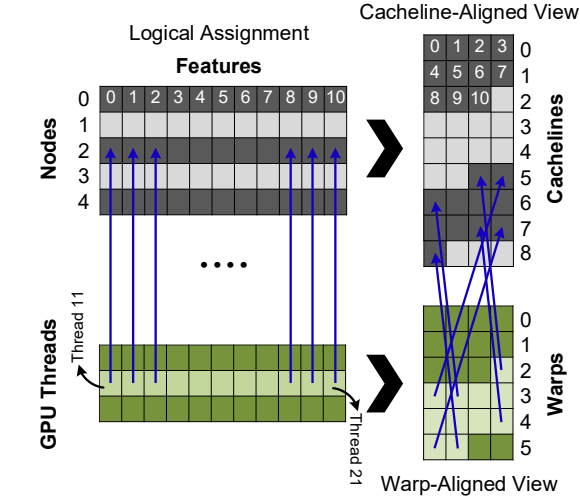 Cacheline-Aligned View
Logical Assignment
Features
0 1 2 3 4 5 6 7 8 9 10
0
1
2
3
4
Nodes
0 1 2 3
4 5 6 7
8 9 10
0
1
2
3
4
5
6
7
8
Cachelines
....
Thread 11
GPU Threads
Thread 21
0
1
2
3
4
5
Warps
Warp-Aligned View